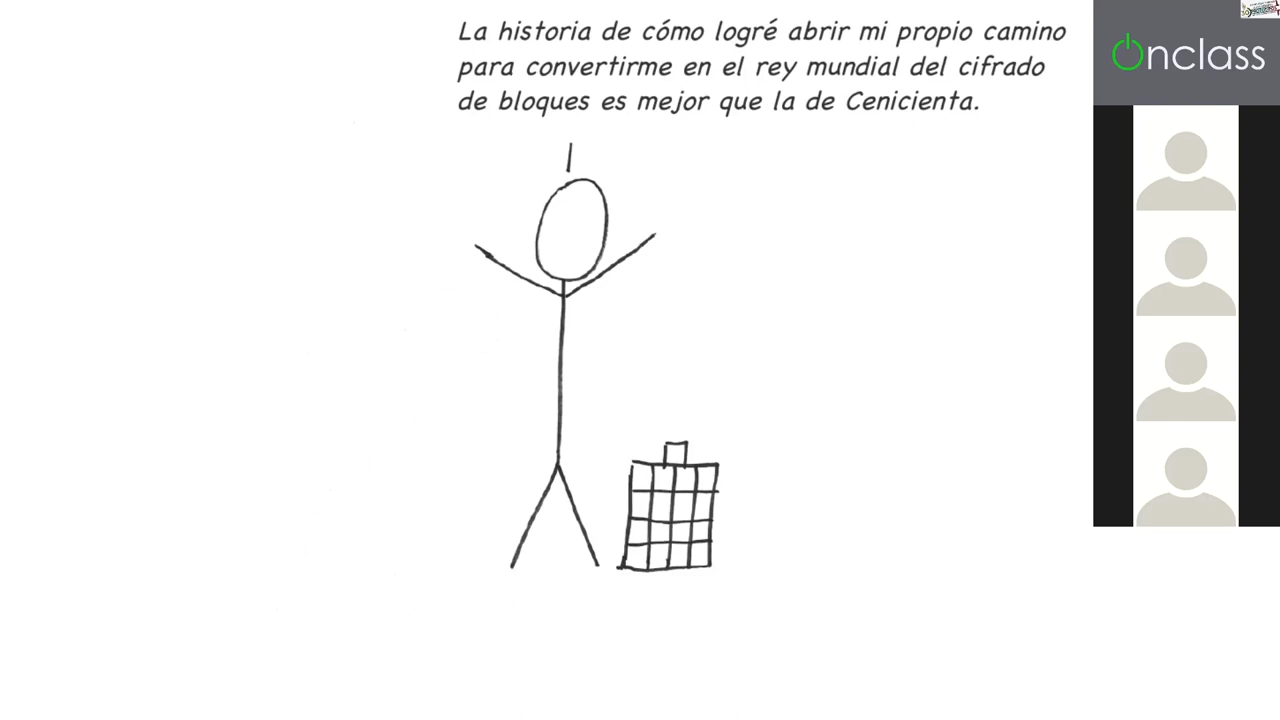 La historia de cómo logré abrir mi propio camino
para convertirme en el rey mundial del cifrado
de bloques es mejor que la de Cenicienta.
Onclass